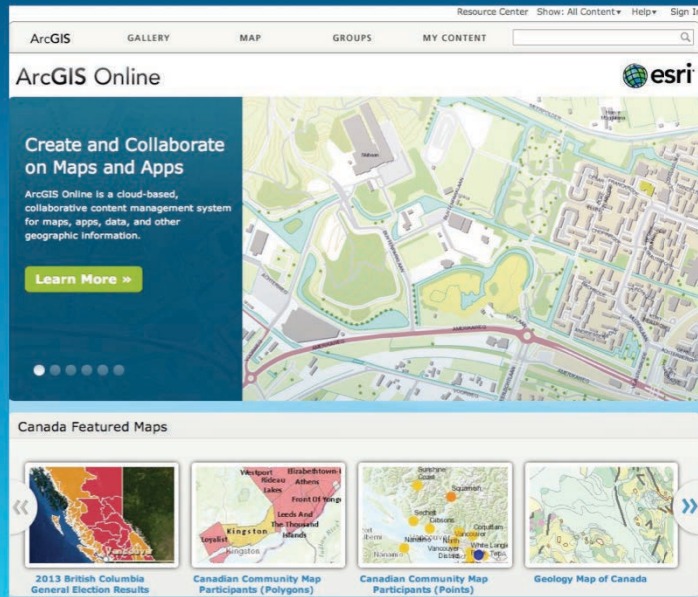 Resource Center Show: All Content▾ Help▾ Sign In
ArcGIS GALLERY MAP GROUPS MY CONTENT
ArcGIS Online
esri
Create and Collaborate
on Maps and Apps
ArcGIS Online is a cloud-based,
collaborative content management system
for maps, apps, data, and other
geographic information.
Learn More »
Canada Featured Maps
Westport
Rideau
Lakes
Elizabethtown
Athens
Front Of Yonge
Leeds And
The Thousand
Islands
Kingston
Loyalist
Kingston
Sunshine
Coast
Squamish
Sechelt
Gibsons
Coquitlam
Nanaimo
North
Vancouver
District
Vancouver
White
2013 British Columbia
General Election Results
Canadian Community Map
Participants (Polygons)
Canadian Community Map
Participants (Points)
Geology Map of Canada